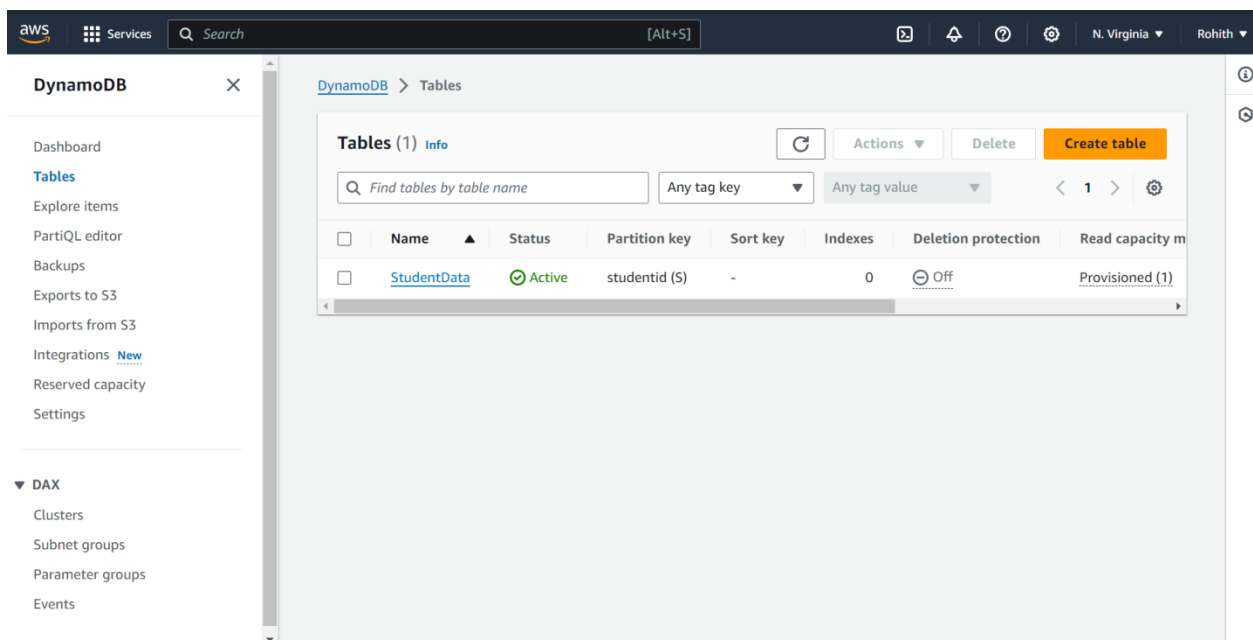 aws Services Search [Alt+S] N. Virginia Rohith
DynamoDB
Dashboard
Tables
Explore items
PartiQL editor
Backups
Exports to S3
Imports from S3
Integrations New
Reserved capacity
Settings
DAX
Clusters
Subnet groups
Parameter groups
Events
DynamoDB > Tables
Tables (1) Info Actions Delete Create table
Find tables by table name Any tag key Any tag value < 1 >
Name Status Partition key Sort key Indexes Deletion protection Read capacity m
StudentData Active studentid (S) - 0 Off Provisioned (1)